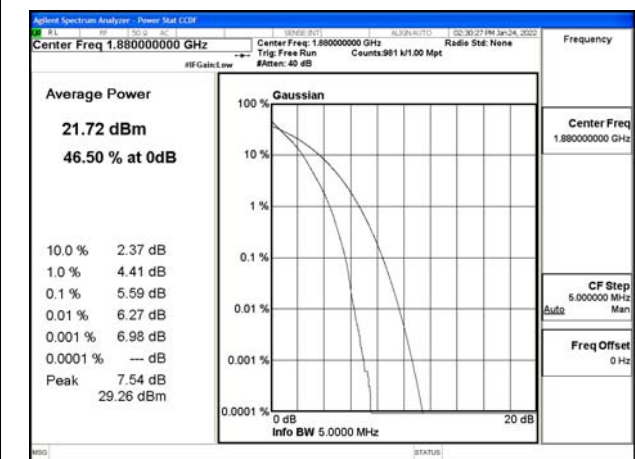 Agilent Spectrum Analyzer - Power Stat CCDF
RL RF 50 Ω AC SENSE:INT ALIGN AUTO 02:30:27 PM Jan 24, 2022
Center Freq 1.880000000 GHz
Center Freq: 1.880000000 GHz Radio Std: None
Trig: Free Run Counts:981 k/1.00 Mpt
#IFGain:Low #Atten: 40 dB
Frequency
Average Power
21.72 dBm
46.50 % at 0dB
10.0 % 2.37 dB
1.0 % 4.41 dB
0.1 % 5.59 dB
0.01 % 6.27 dB
0.001 % 6.98 dB
0.0001 % --- dB
Peak 7.54 dB
29.26 dBm
Gaussian
100 %
10 %
1 %
0.1 %
0.01 %
0.001 %
0.0001 %
0 dB 20 dB
Info BW 5.0000 MHz
Center Freq
1.880000000 GHz
CF Step
5.000000 MHz
Auto Man
Freq Offset
0 Hz
MSG STATUS